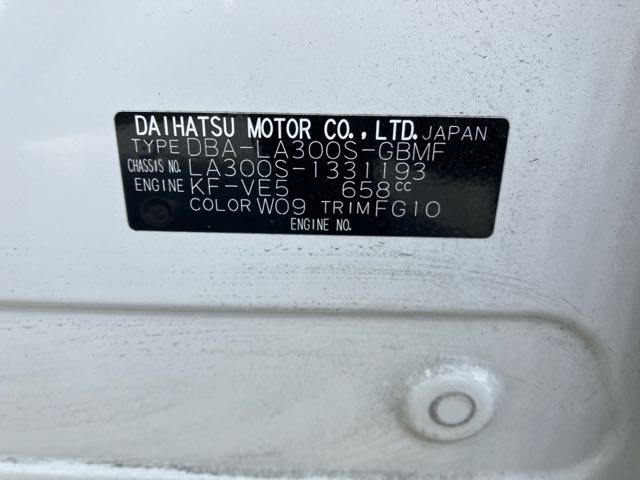 DAIHATSU MOTOR CO.,LTD. JAPAN
TYPE DBA-LA300S-GBMF
CHASSIS NO. LA300S-1331193
ENGINE KF-VE5 658cc
COLOR W09 TRIM FG10
ENGINE NO.